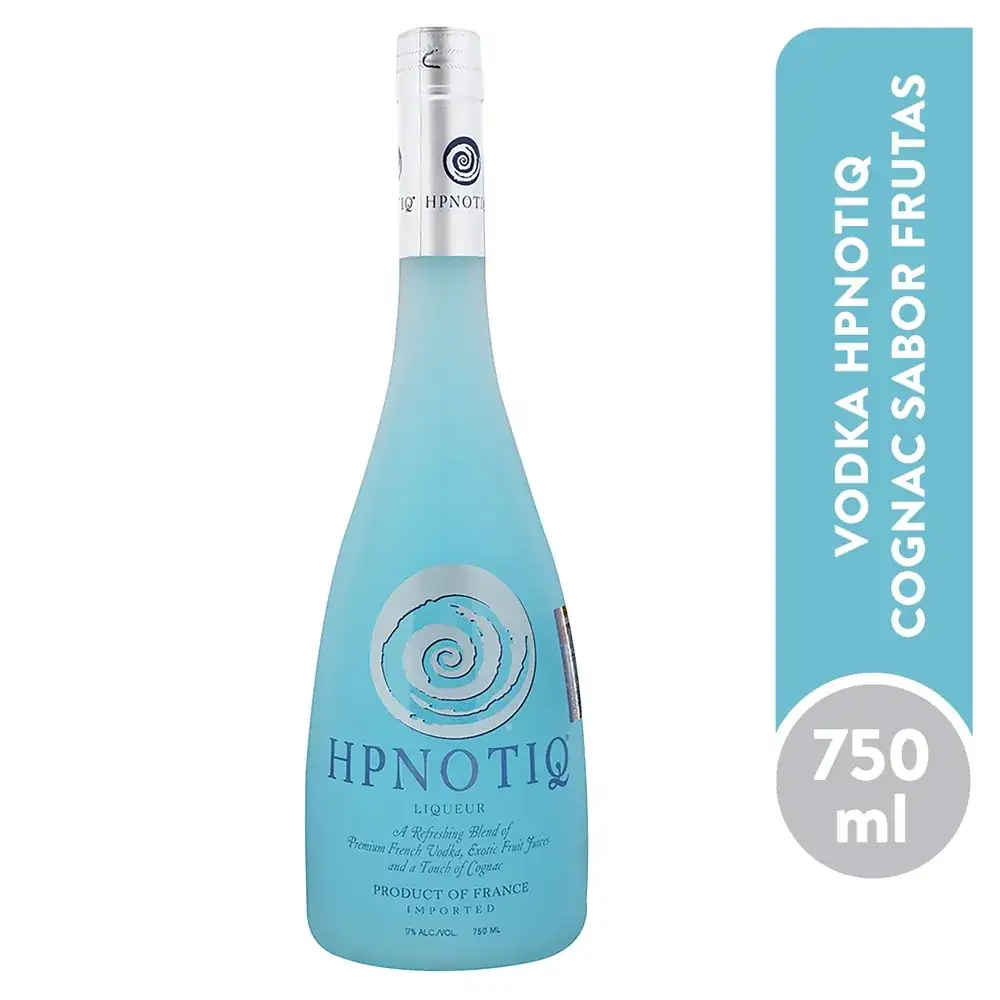 IQ® HPNOTIQ
HPNOTIQ®
LIQUEUR
A Refreshing Blend of
Premium French Vodka, Exotic Fruit Juices
and a Touch of Cognac
PRODUCT OF FRANCE
IMPORTED
17% ALC./VOL. 750 ML
VODKA HPNOTIQ
COGNAC SABOR FRUTAS
750
ml